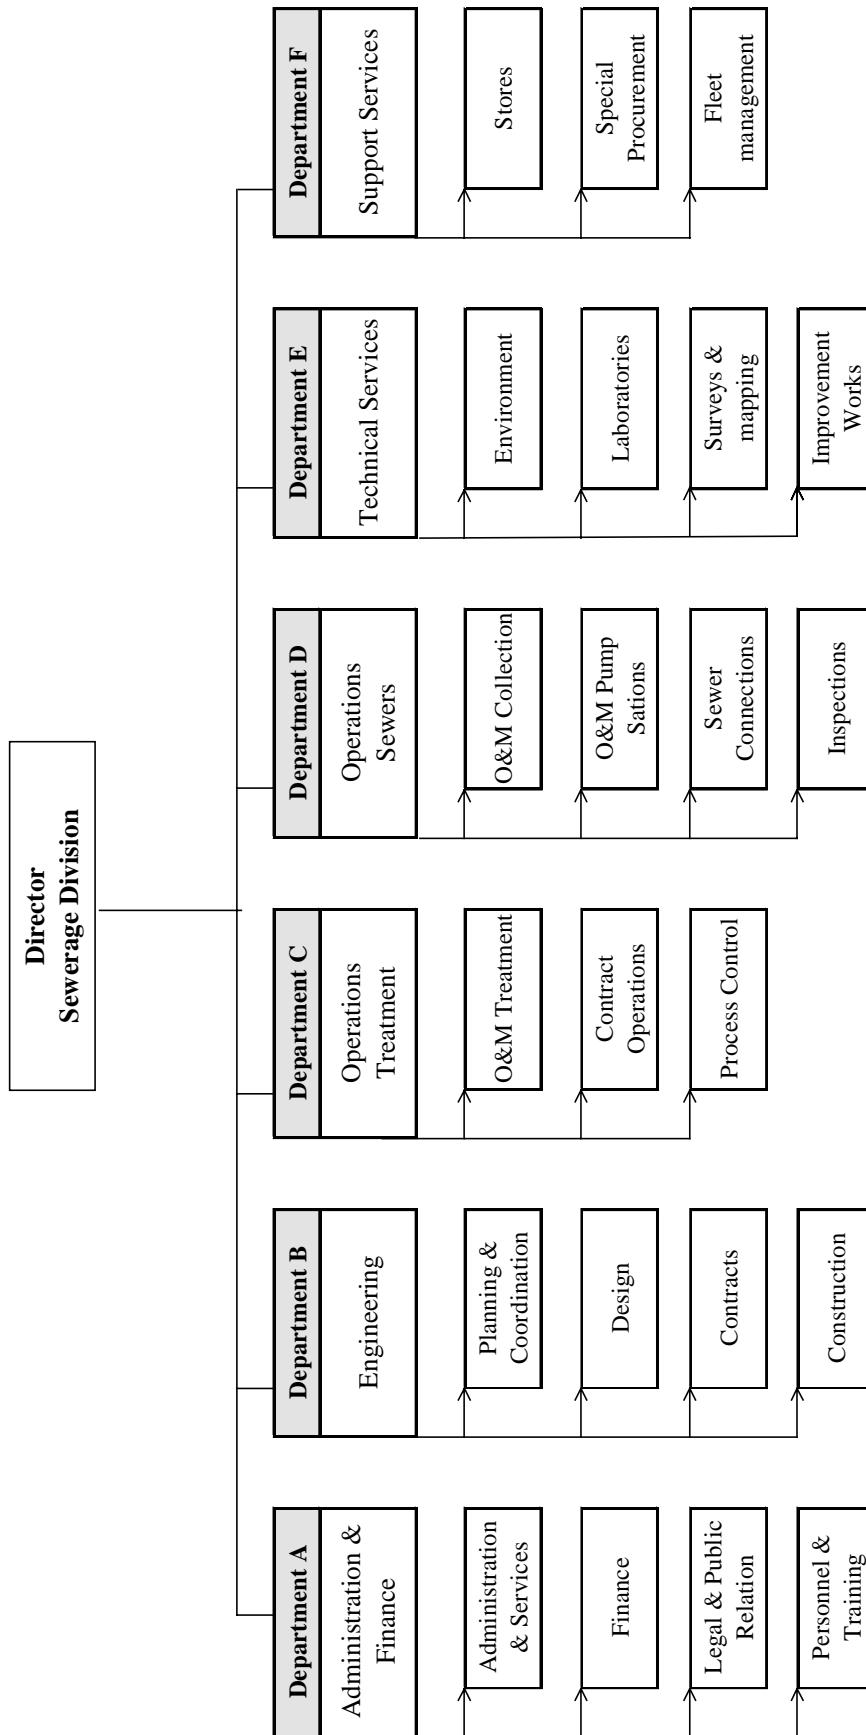 Director
Sewerage Division
Department A
Administration &
Finance
Administration
& Services
Finance
Legal & Public
Relation
Personnel &
Training
Department B
Engineering
Planning &
Coordination
Design
Contracts
Construction
Department C
Operations
Treatment
O&M Treatment
Contract
Operations
Process Control
Department D
Operations
Sewers
O&M Collection
O&M Pump
Sations
Sewer
Connections
Inspections
Department E
Technical Services
Environment
Laboratories
Surveys &
mapping
Improvement
Works
Department F
Support Services
Stores
Special
Procurement
Fleet
management